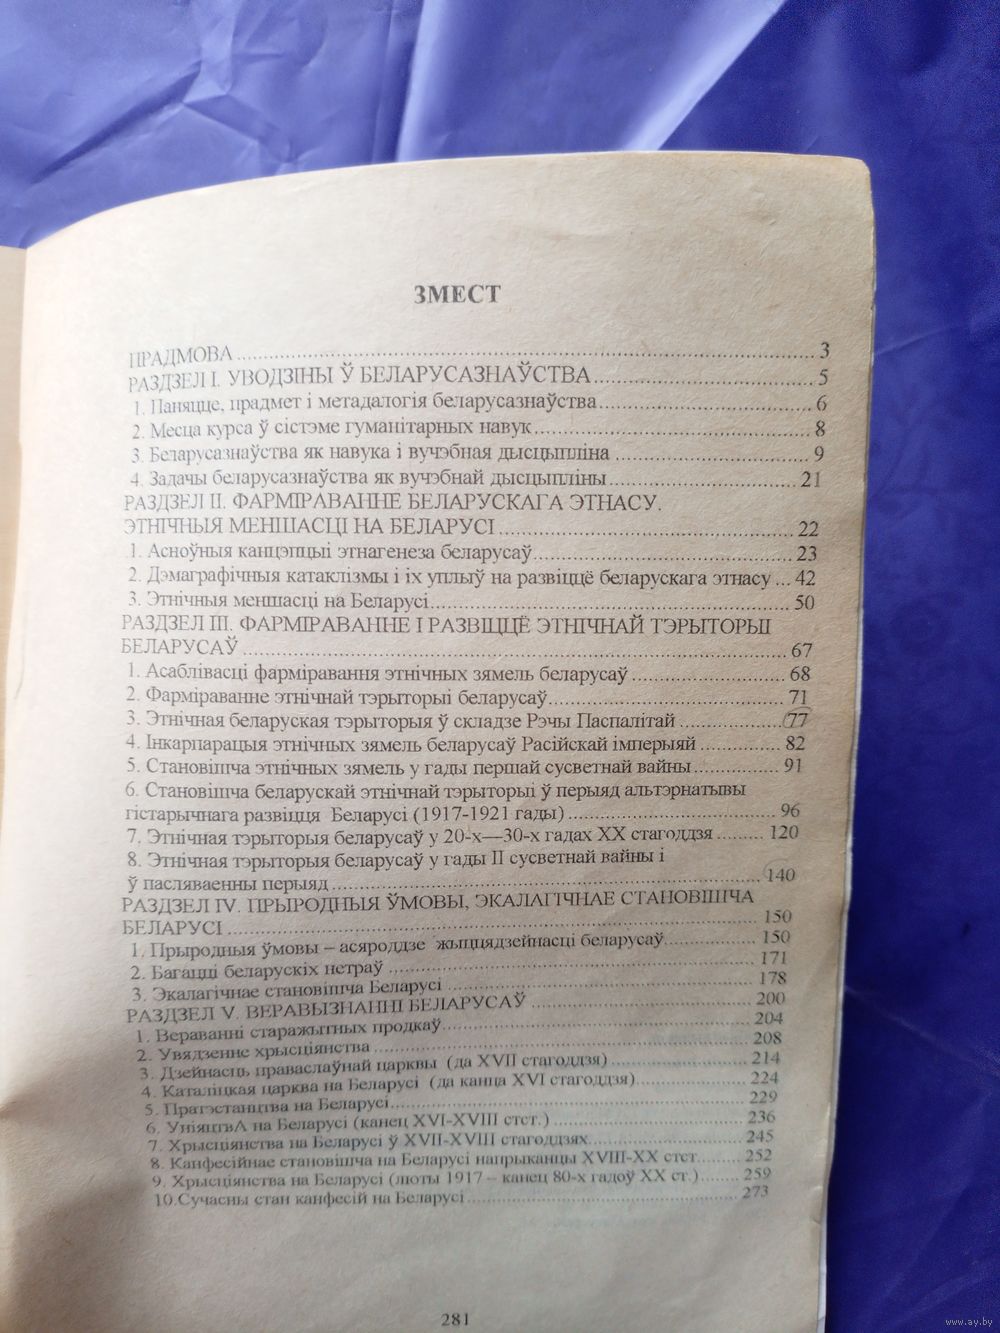 ЗМЕСТ
ПРАДМОВА ........ 3
РАЗДЗЕЛ І. УВОДЗІНЫ Ў БЕЛАРУСАЗНАЎСТВА ........ 5
1. Паняцце, прадмет і метадалогія беларусазнаўства ........ 6
2. Месца курса ў сістэме гуманітарных навук ........ 8
3. Беларусазнаўства як навука і вучэбная дысцыпліна ........ 9
4. Задачы беларусазнаўства як вучэбнай дысцыпліны ........ 21
РАЗДЗЕЛ ІІ. ФАРМІРАВАННЕ БЕЛАРУСКАГА ЭТНАСУ.
ЭТНІЧНЫЯ МЕНШАСЦІ НА БЕЛАРУСІ ........ 22
1. Асноўныя канцэпцыі этнагенеза беларусаў ........ 23
2. Дэмаграфічныя катаклізмы і іх уплыў на развіццё беларускага этнасу ... 42
3. Этнічныя меншасці на Беларусі ........ 50
РАЗДЗЕЛ ІІІ. ФАРМІРАВАННЕ І РАЗВІЦЦЁ ЭТНІЧНАЙ ТЭРЫТОРЫІ
БЕЛАРУСАЎ ........ 67
1. Асаблівасці фарміравання этнічных зямель беларусаў ........ 68
2. Фарміраванне этнічнай тэрыторыі беларусаў ........ 71
3. Этнічная беларуская тэрыторыя ў складзе Рэчы Паспалітай ........ 77
4. Інкарпарацыя этнічных зямель беларусаў Расійскай імперыяй ........ 82
5. Становішча этнічных зямель у гады першай сусветнай вайны ........ 91
6. Становішча беларускай этнічнай тэрыторыі ў перыяд альтэрнатывы
гістарычнага развіцця Беларусі (1917-1921 гады) ........ 96
7. Этнічная тэрыторыя беларусаў у 20-х—30-х гадах ХХ стагоддзя ........ 120
8. Этнічная тэрыторыя беларусаў у гады ІІ сусветнай вайны і
ў пасляваенны перыяд ........ 140
РАЗДЗЕЛ IV. ПРЫРОДНЫЯ ЎМОВЫ, ЭКАЛАГІЧНАЕ СТАНОВІШЧА
БЕЛАРУСІ ........ 150
1. Прыродныя ўмовы – асяроддзе жыццядзейнасці беларусаў ........ 150
2. Багацці беларускіх нетраў ........ 171
3. Экалагічнае становішча Беларусі ........ 178
РАЗДЗЕЛ V. ВЕРАВЫЗНАННІ БЕЛАРУСАЎ ........ 200
1. Вераванні старажытных продкаў ........ 204
2. Увядзенне хрысціянства ........ 208
3. Дзейнасць праваслаўнай царквы (да XVII стагоддзя) ........ 214
4. Каталіцкая царква на Беларусі (да канца XVI стагоддзя) ........ 224
5. Пратэстанцтва на Беларусі ........ 229
6. УніяцтвА на Беларусі (канец XVI-XVIII стст.) ........ 236
7. Хрысціянства на Беларусі ў XVII-XVIII стагоддзях ........ 245
8. Канфесійнае становішча на Беларусі напрыканцы XVIII-XX стст. ........ 252
9. Хрысціянства на Беларусі (люты 1917 – канец 80-х гадоў ХХ ст.) ........ 259
10.Сучасны стан канфесій на Беларусі ........ 273
281
www.ay.by